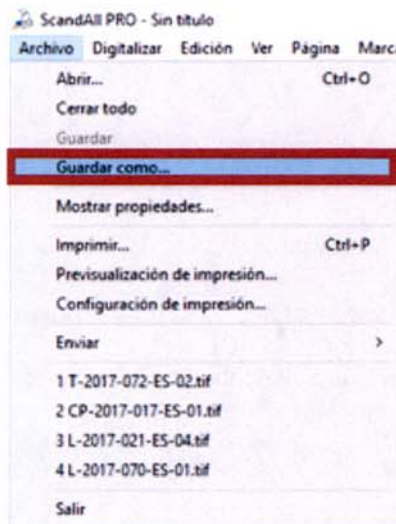 ScandAll PRO - Sin título
Archivo Digitalizar Edición Ver Página Marc
Abrir... Ctrl+O
Cerrar todo
Guardar
Guardar como...
Mostrar propiedades...
Imprimir... Ctrl+P
Previsualización de impresión...
Configuración de impresión...
Enviar >
1 T-2017-072-ES-02.tif
2 CP-2017-017-ES-01.tif
3 L-2017-021-ES-04.tif
4 L-2017-070-ES-01.tif
Salir